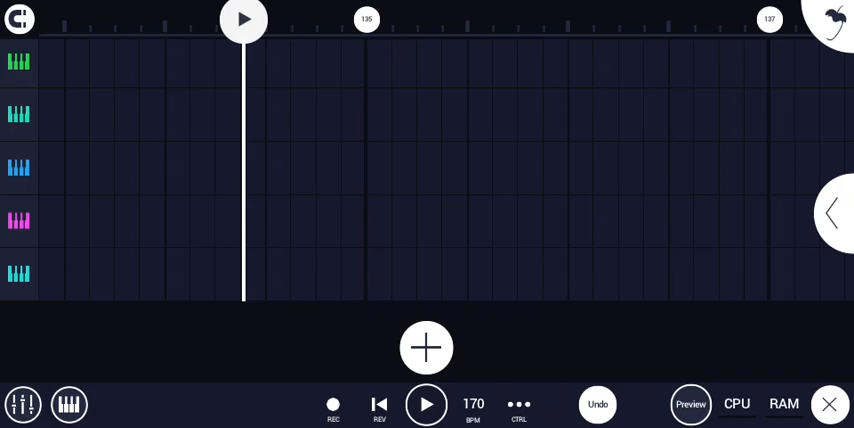 135
137
170
REC
REV
BPM
CTRL
Undo
Preview
CPU
RAM